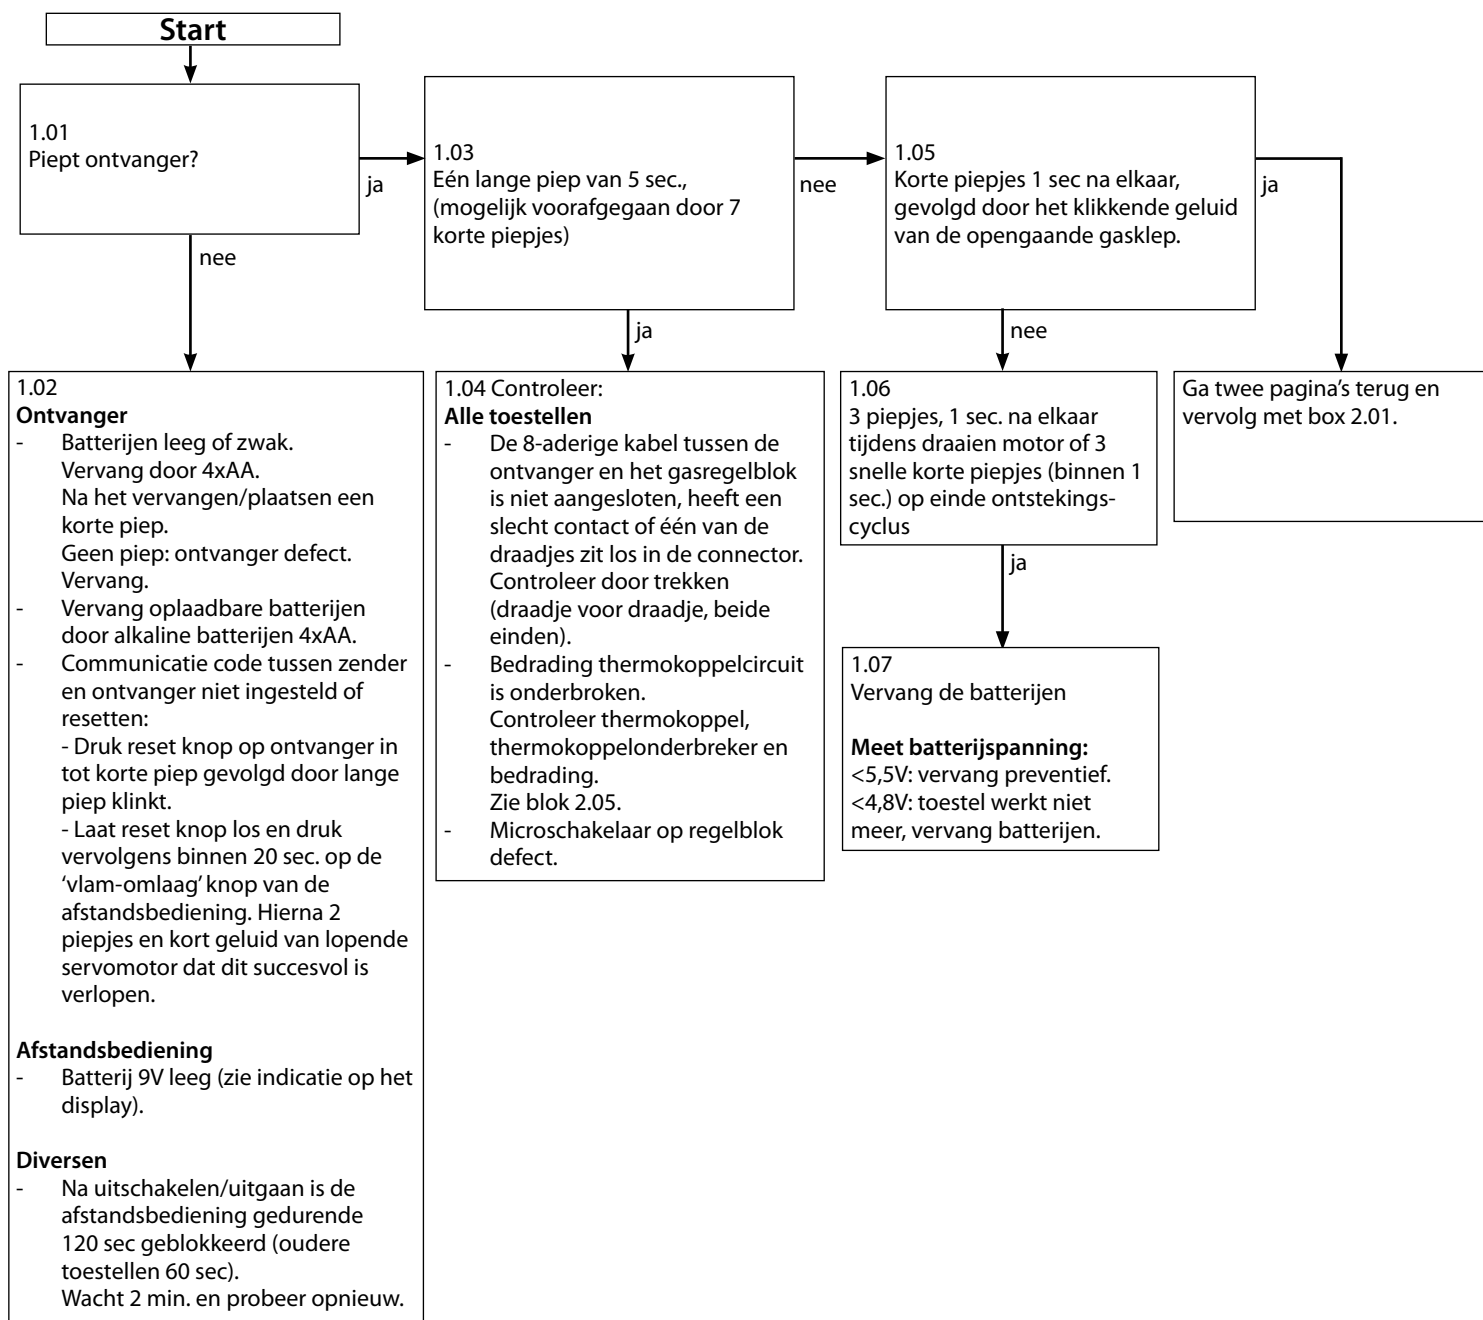 Start
1.01
Piept ontvanger?
ja
nee
1.03
Eén lange piep van 5 sec.,
(mogelijk voorafgegaan door 7
korte piepjes)
nee
ja
1.05
Korte piepjes 1 sec na elkaar,
gevolgd door het klikkende geluid
van de opengaande gasklep.
ja
nee
1.02
Ontvanger
- Batterijen leeg of zwak.
Vervang door 4xAA.
Na het vervangen/plaatsen een
korte piep.
Geen piep: ontvanger defect.
Vervang.
- Vervang oplaadbare batterijen
door alkaline batterijen 4xAA.
- Communicatie code tussen zender
en ontvanger niet ingesteld of
resetten:
- Druk reset knop op ontvanger in
tot korte piep gevolgd door lange
piep klinkt.
- Laat reset knop los en druk
vervolgens binnen 20 sec. op de
‘vlam-omlaag’ knop van de
afstandsbediening. Hierna 2
piepjes en kort geluid van lopende
servomotor dat dit succesvol is
verlopen.
Afstandsbediening
- Batterij 9V leeg (zie indicatie op het
display).
Diversen
- Na uitschakelen/uitgaan is de
afstandsbediening gedurende
120 sec geblokkeerd (oudere
toestellen 60 sec).
Wacht 2 min. en probeer opnieuw.
1.04 Controleer:
Alle toestellen
- De 8-aderige kabel tussen de
ontvanger en het gasregelblok
is niet aangesloten, heeft een
slecht contact of één van de
draadjes zit los in de connector.
Controleer door trekken
(draadje voor draadje, beide
einden).
- Bedrading thermokoppelcircuit
is onderbroken.
Controleer thermokoppel,
thermokoppelonderbreker en
bedrading.
Zie blok 2.05.
- Microschakelaar op regelblok
defect.
1.06
3 piepjes, 1 sec. na elkaar
tijdens draaien motor of 3
snelle korte piepjes (binnen 1
sec.) op einde ontstekings-
cyclus
ja
1.07
Vervang de batterijen
Meet batterijspanning:
<5,5V: vervang preventief.
<4,8V: toestel werkt niet
meer, vervang batterijen.
Ga twee pagina’s terug en
vervolg met box 2.01.